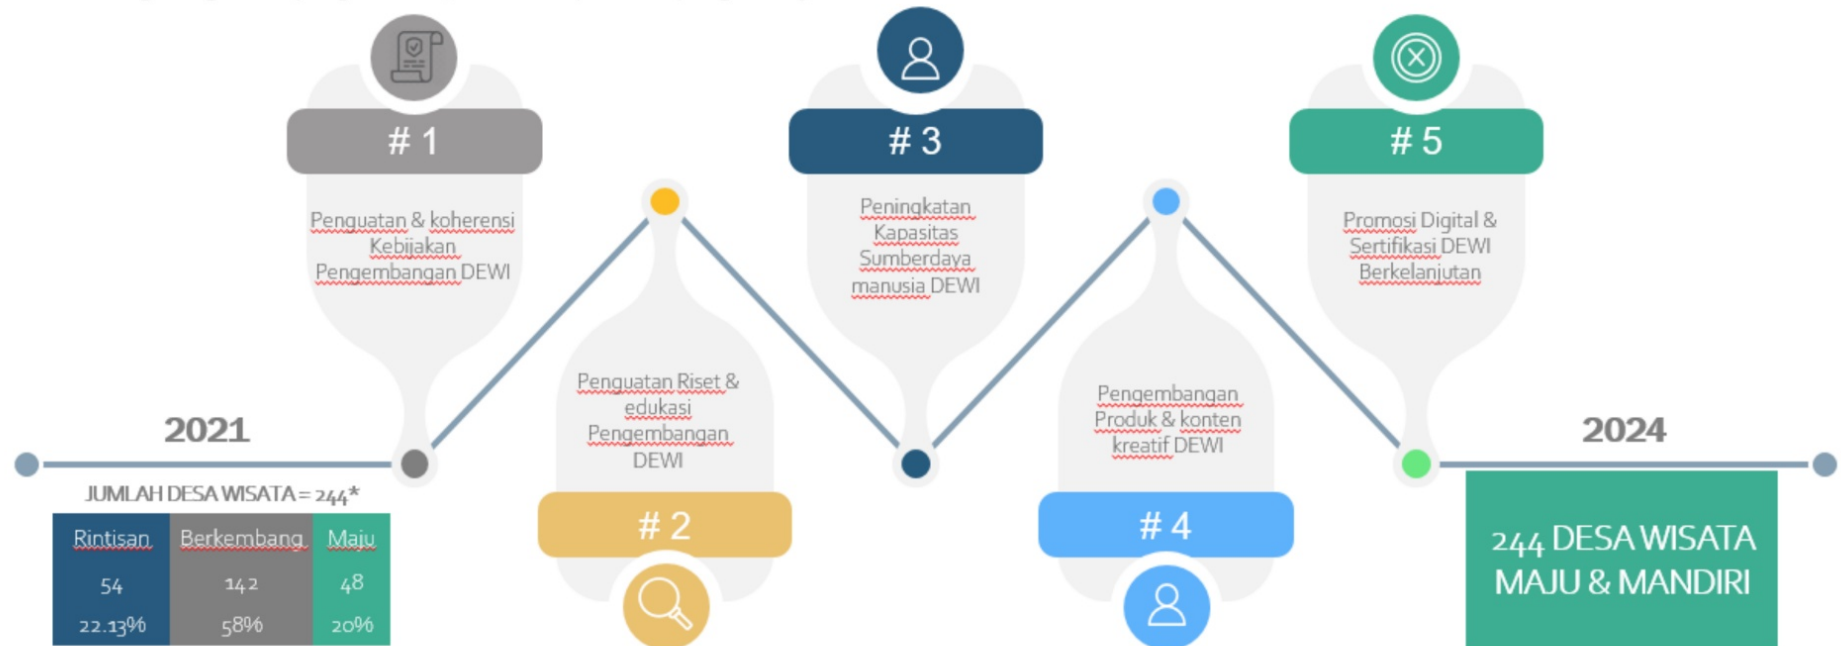 # 1
Penguatan & koherensi
Kebijakan
Pengembangan DEWI
# 2
Penguatan Riset &
edukasi
Pengembangan
DEWI
# 3
Peningkatan
Kapasitas
Sumberdaya
manusia DEWI
# 4
Pengembangan
Produk & konten
kreatif DEWI
# 5
Promosi Digital &
Sertifikasi DEWI
Berkelanjutan
2021
JUMLAH DESA WISATA = 244*
Rintisan Berkembang Maju
54 142 48
22.13% 58% 20%
2024
244 DESA WISATA
MAJU & MANDIRI